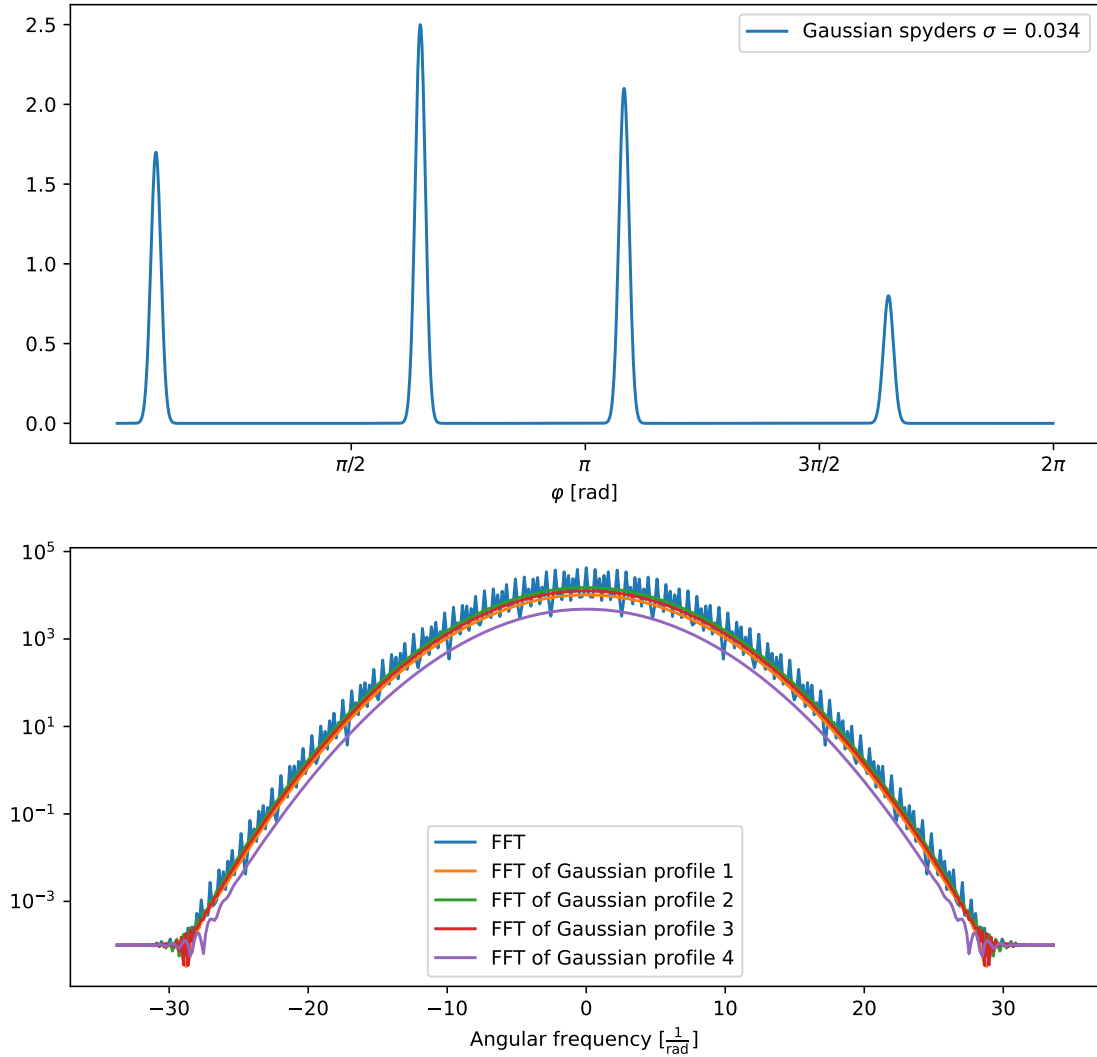 2.5
2.0
1.5
1.0
0.5
0.0
Gaussian spyders σ = 0.034
π/2 π 3π/2 2π
φ [rad]
10^5
10^3
10^1
10^-1
10^-3
FFT
FFT of Gaussian profile 1
FFT of Gaussian profile 2
FFT of Gaussian profile 3
FFT of Gaussian profile 4
−30 −20 −10 0 10 20 30
Angular frequency [1/rad]